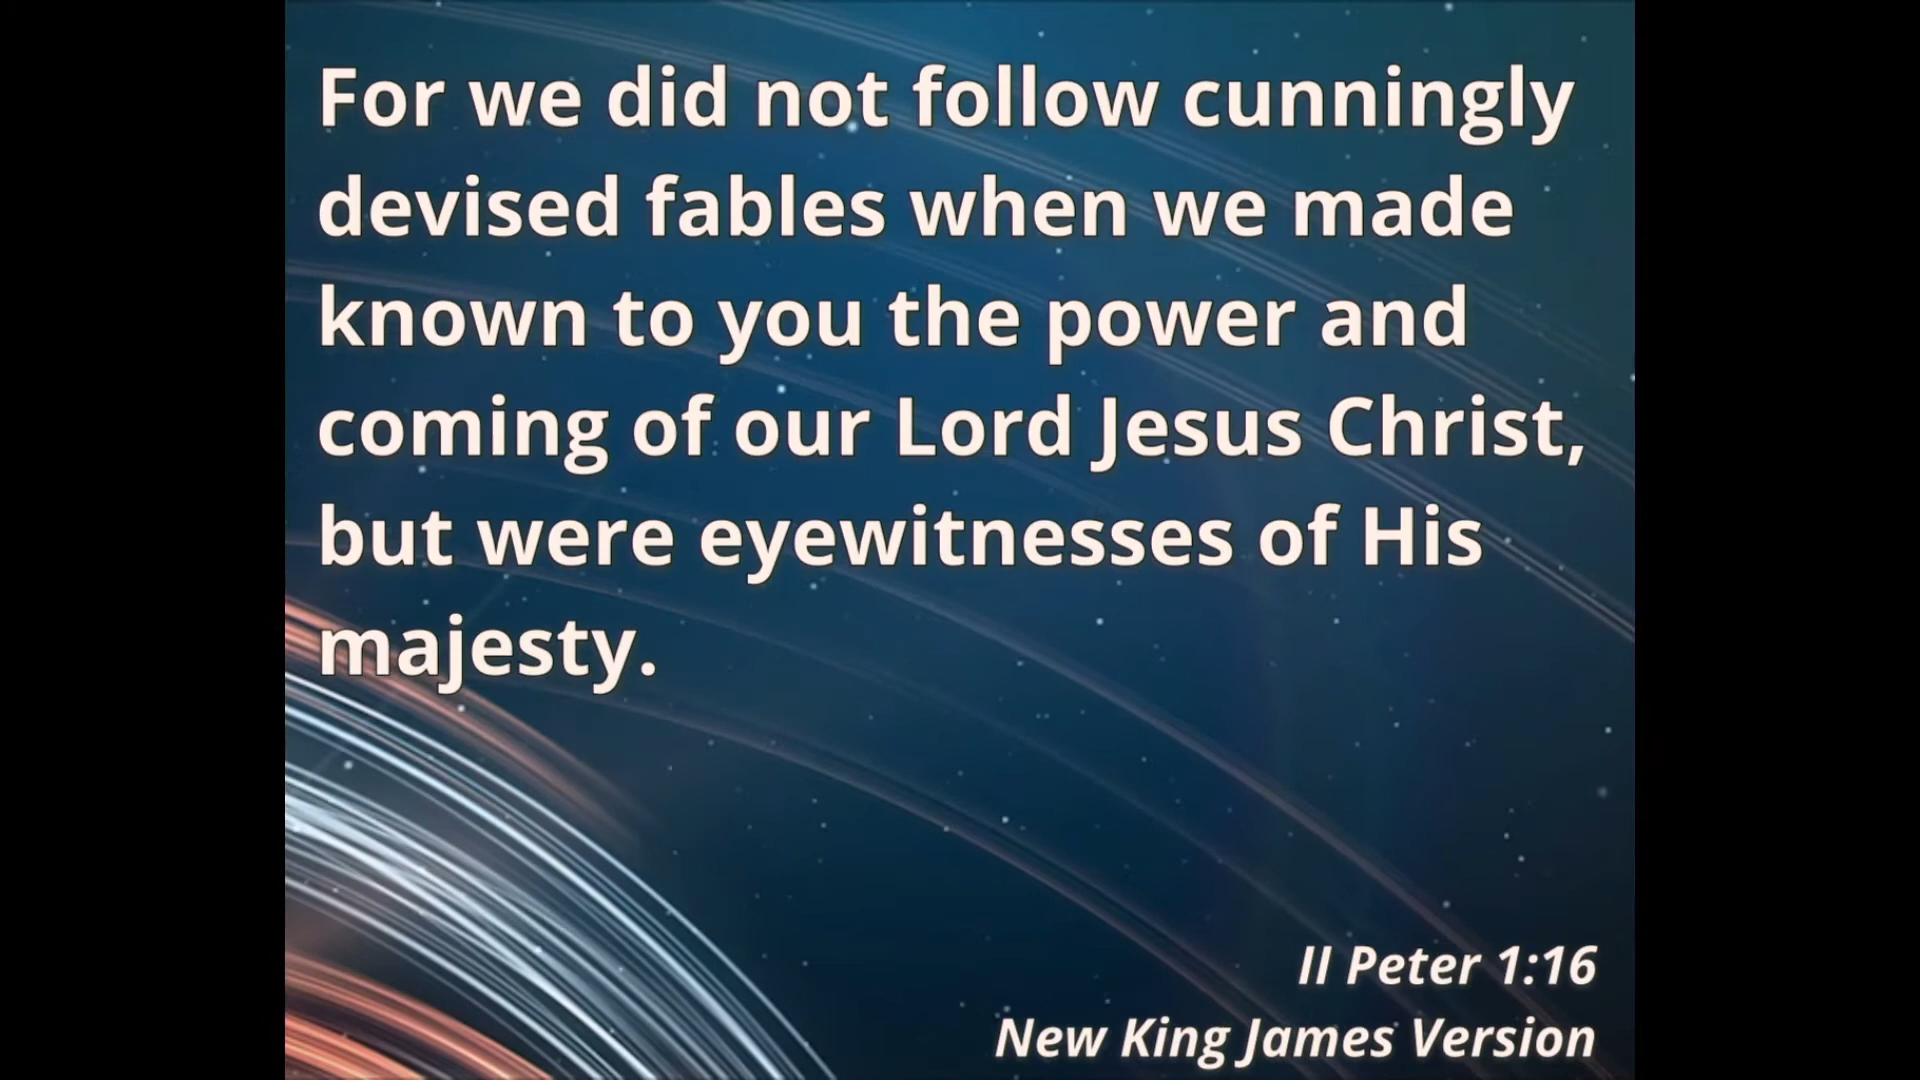 For we did not follow cunningly
devised fables when we made
known to you the power and
coming of our Lord Jesus Christ,
but were eyewitnesses of His
majesty.
II Peter 1:16
New King James Version